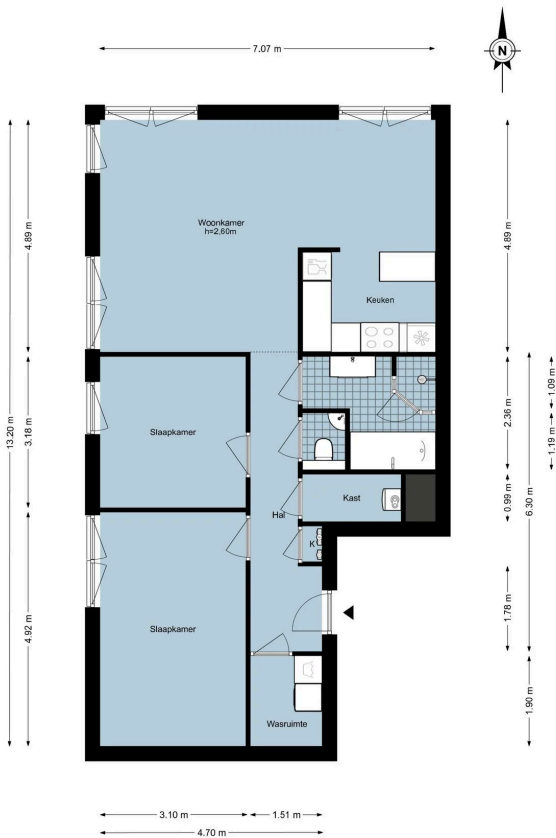 7.07 m
N
Woonkamer
h=2,60m
Keuken
Slaapkamer
Hal
Kast
K
Slaapkamer
Wasruimte
13.20 m
4.89 m
3.18 m
4.92 m
4.89 m
2.36 m
1.09 m
1.19 m
0.99 m
6.30 m
1.78 m
1.90 m
3.10 m
1.51 m
4.70 m